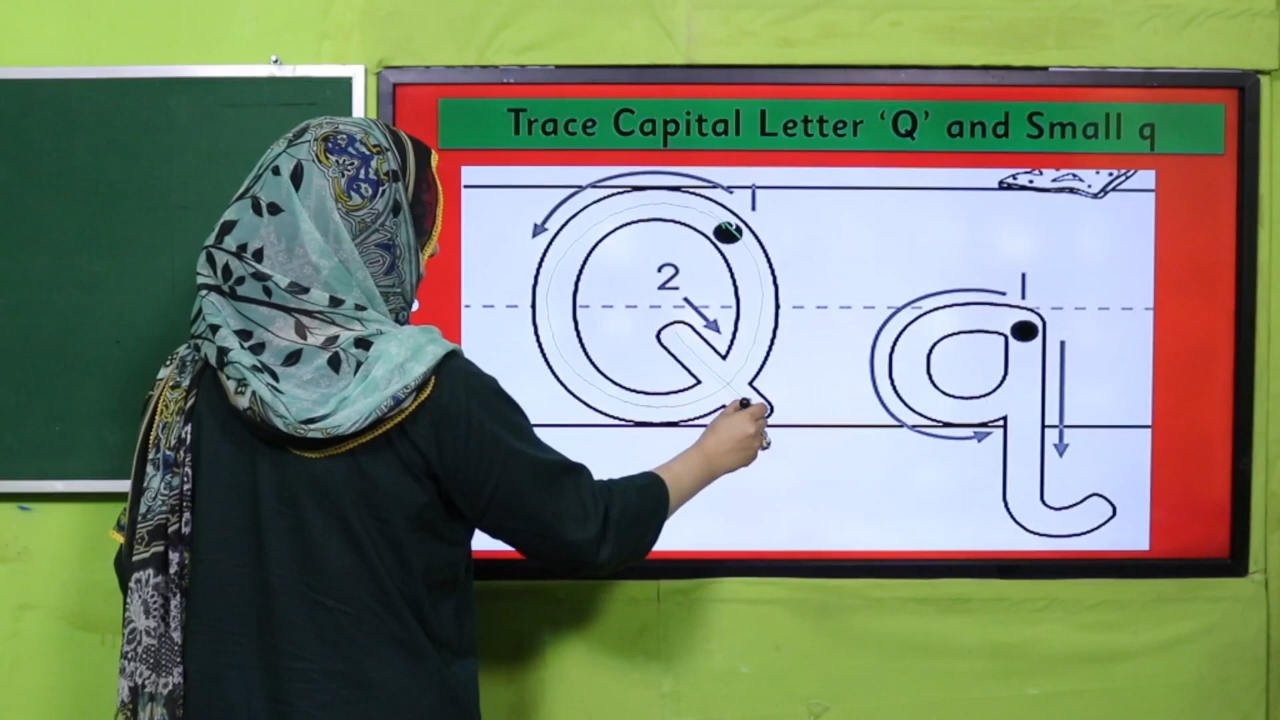 Trace Capital Letter ‘Q’ and Small q
1 1
2
Q q